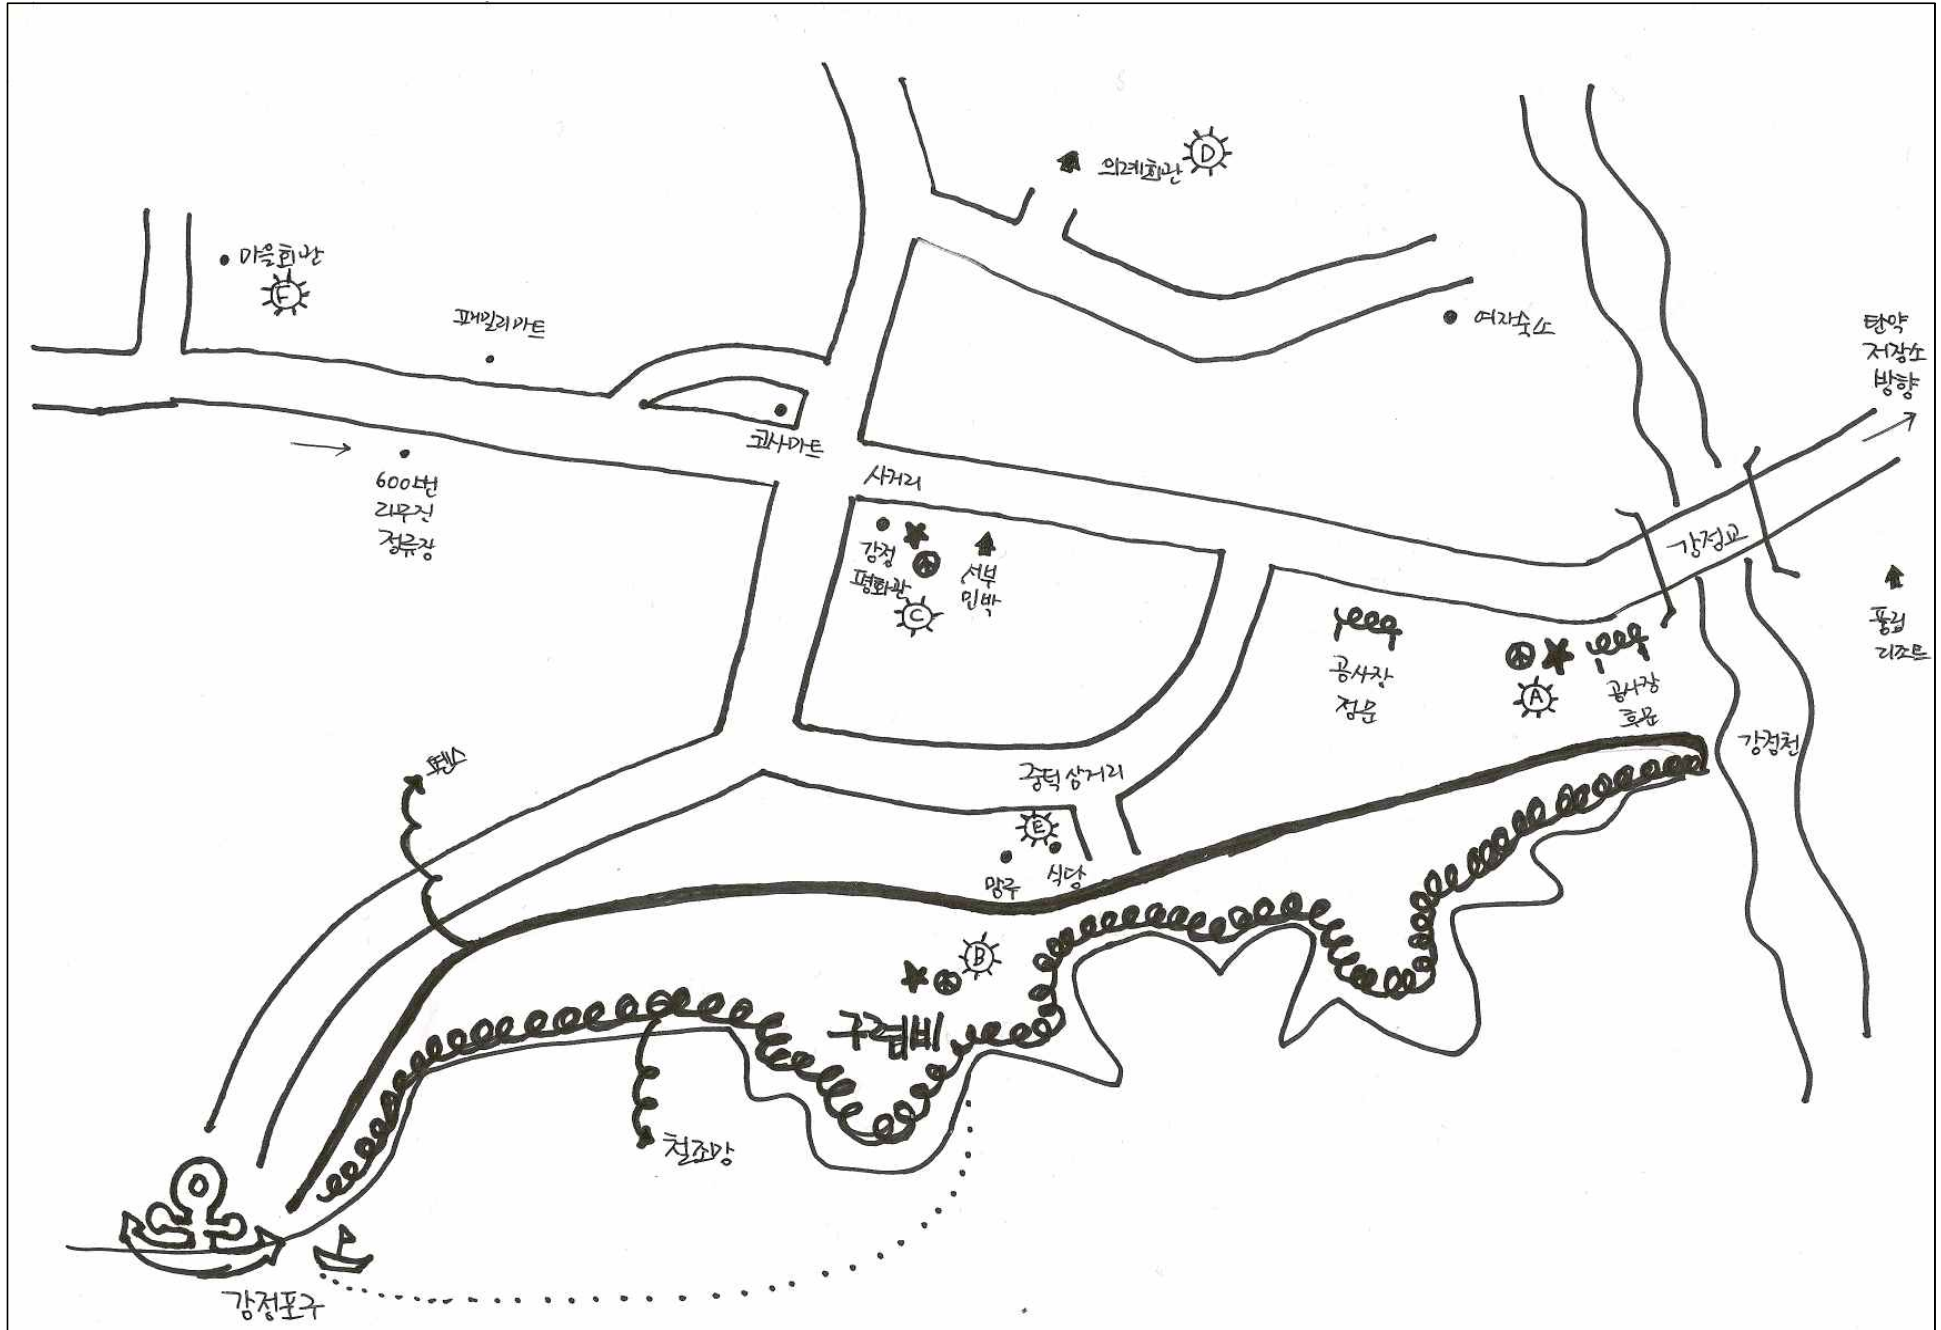 의례회관
D
마을회관
F
패밀리마트
여자숙소
탄약
저장소
방향
코사마트
사거리
600번
리무진
정류장
강정
평화관
C
서부
민박
강정교
풍림
리조트
공사장
정문
A
공사장
후문
강정천
펜스
중덕삼거리
E
망루
식당
B
구럼비
철조망
강정포구